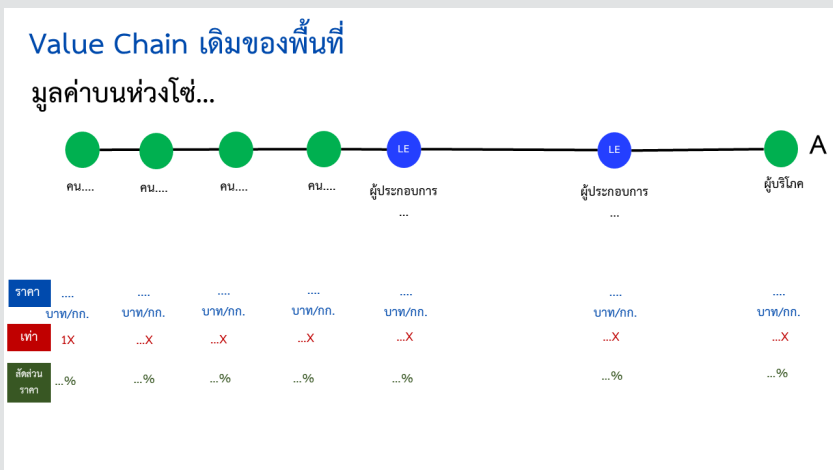 Value Chain เดิมของพื้นที่
มูลค่าบนห่วงโซ่...
LE LE A
คน.... คน.... คน.... คน.... ผู้ประกอบการ ผู้ประกอบการ ผู้บริโภค
... ...
ราคา .... .... .... .... .... .... ....
บาท/กก. บาท/กก. บาท/กก. บาท/กก. บาท/กก. บาท/กก. บาท/กก.
เท่า 1X ...X ...X ...X ...X ...X ...X
สัดส่วน
ราคา ...% ...% ...% ...% ...% ...% ...%